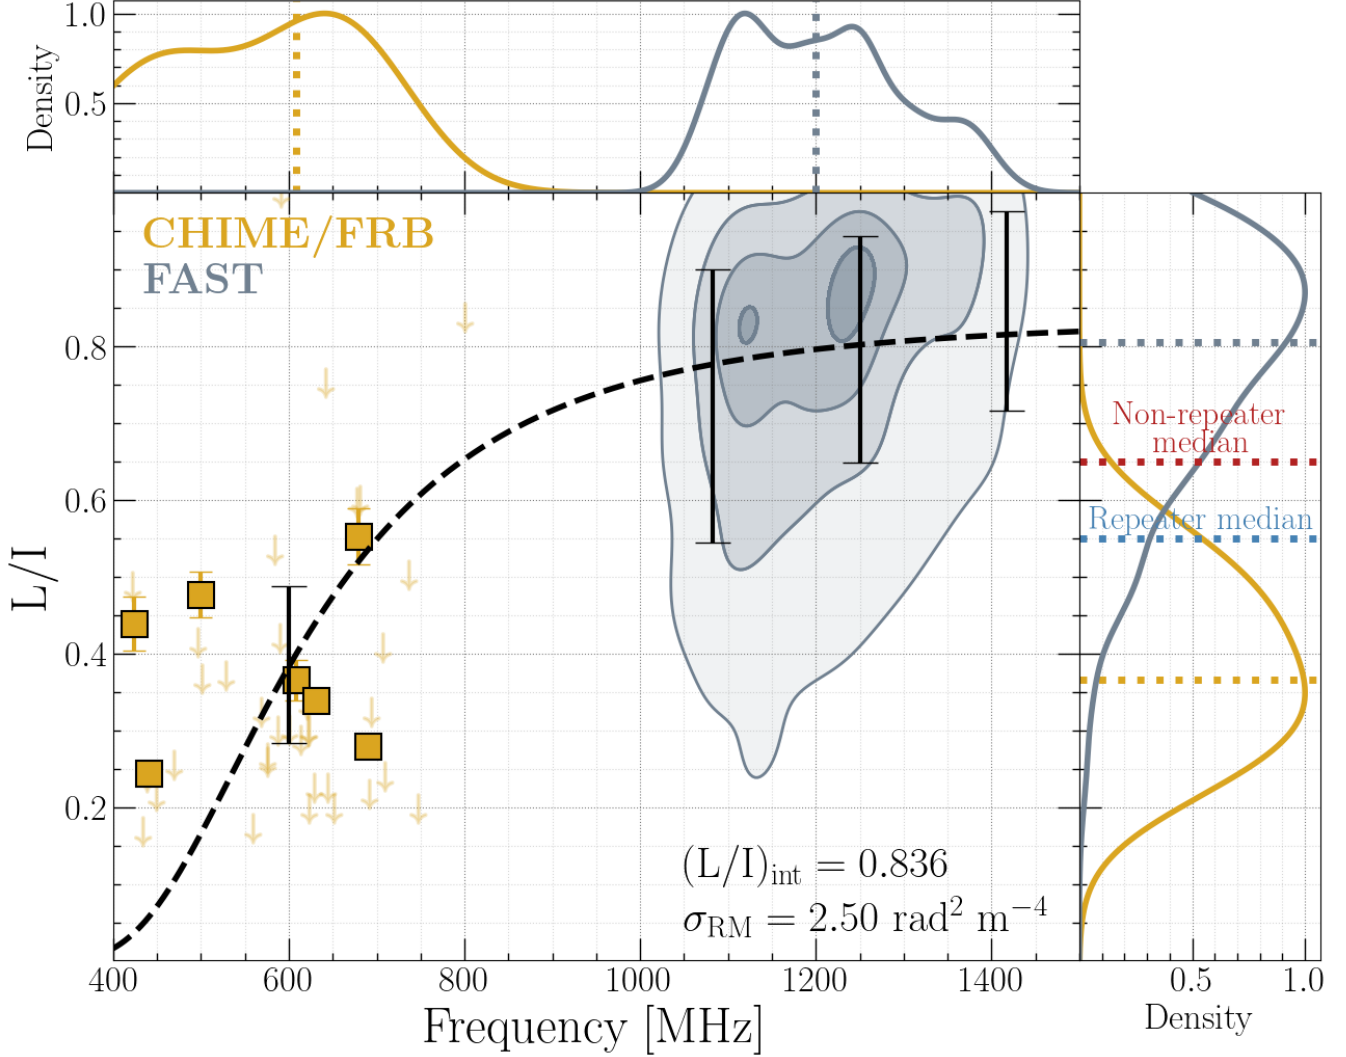 1.0
0.5
Density
CHIME/FRB
FAST
0.8
0.6
0.4
0.2
L/I
Non-repeater
median
Repeater median
(L/I)int = 0.836
σRM = 2.50 rad² m⁻⁴
400 600 800 1000 1200 1400
Frequency [MHz]
0.5 1.0
Density